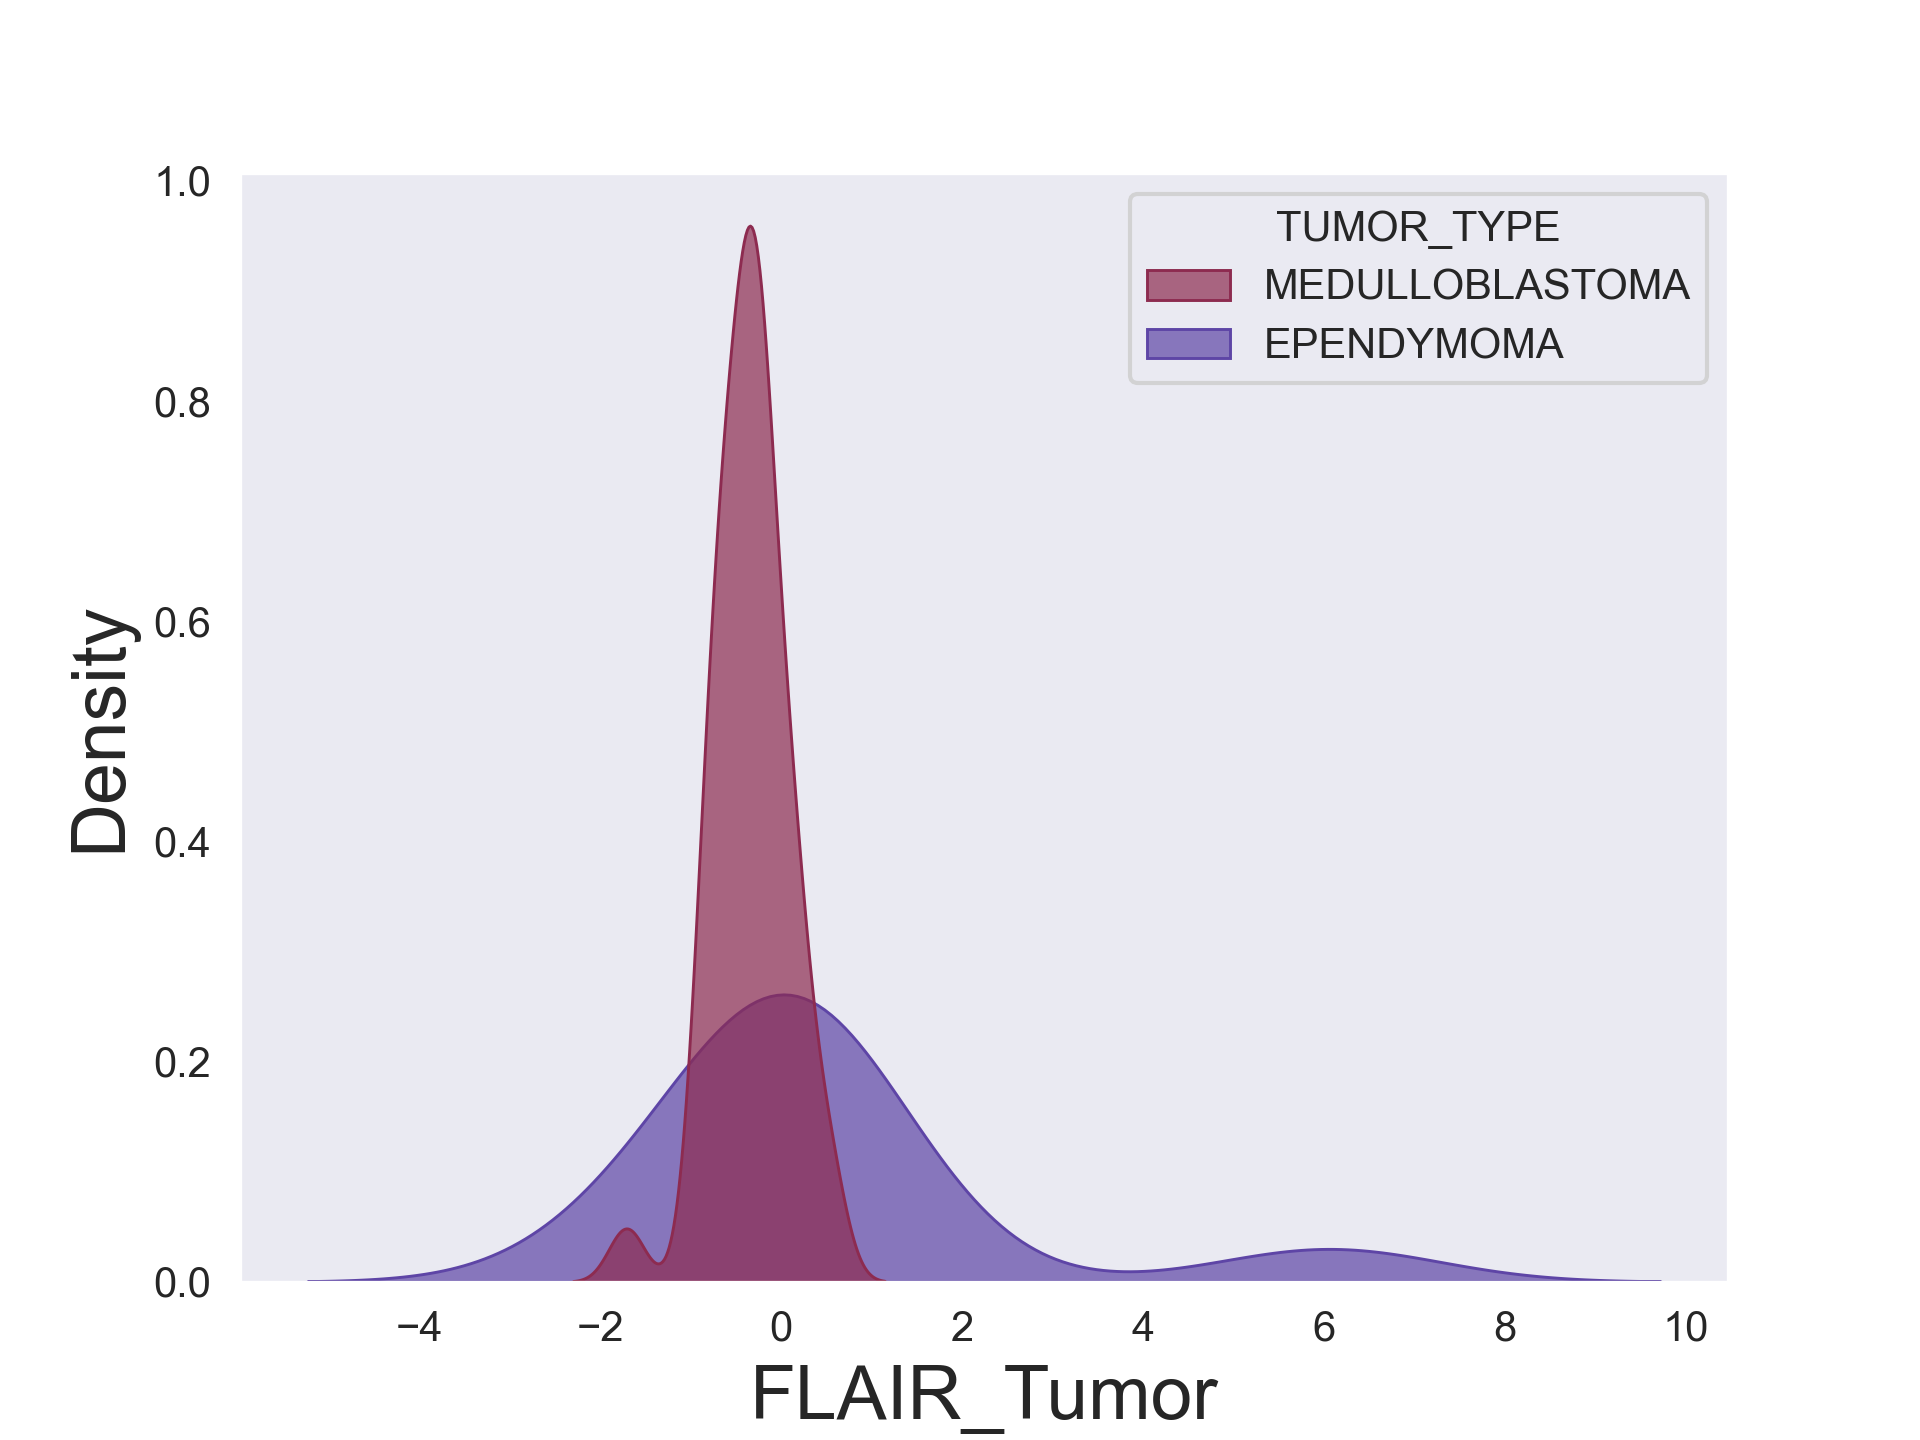 TUMOR_TYPE
MEDULLOBLASTOMA
EPENDYMOMA
1.0
0.8
0.6
0.4
0.2
0.0
Density
−4 −2 0 2 4 6 8 10
FLAIR_Tumor